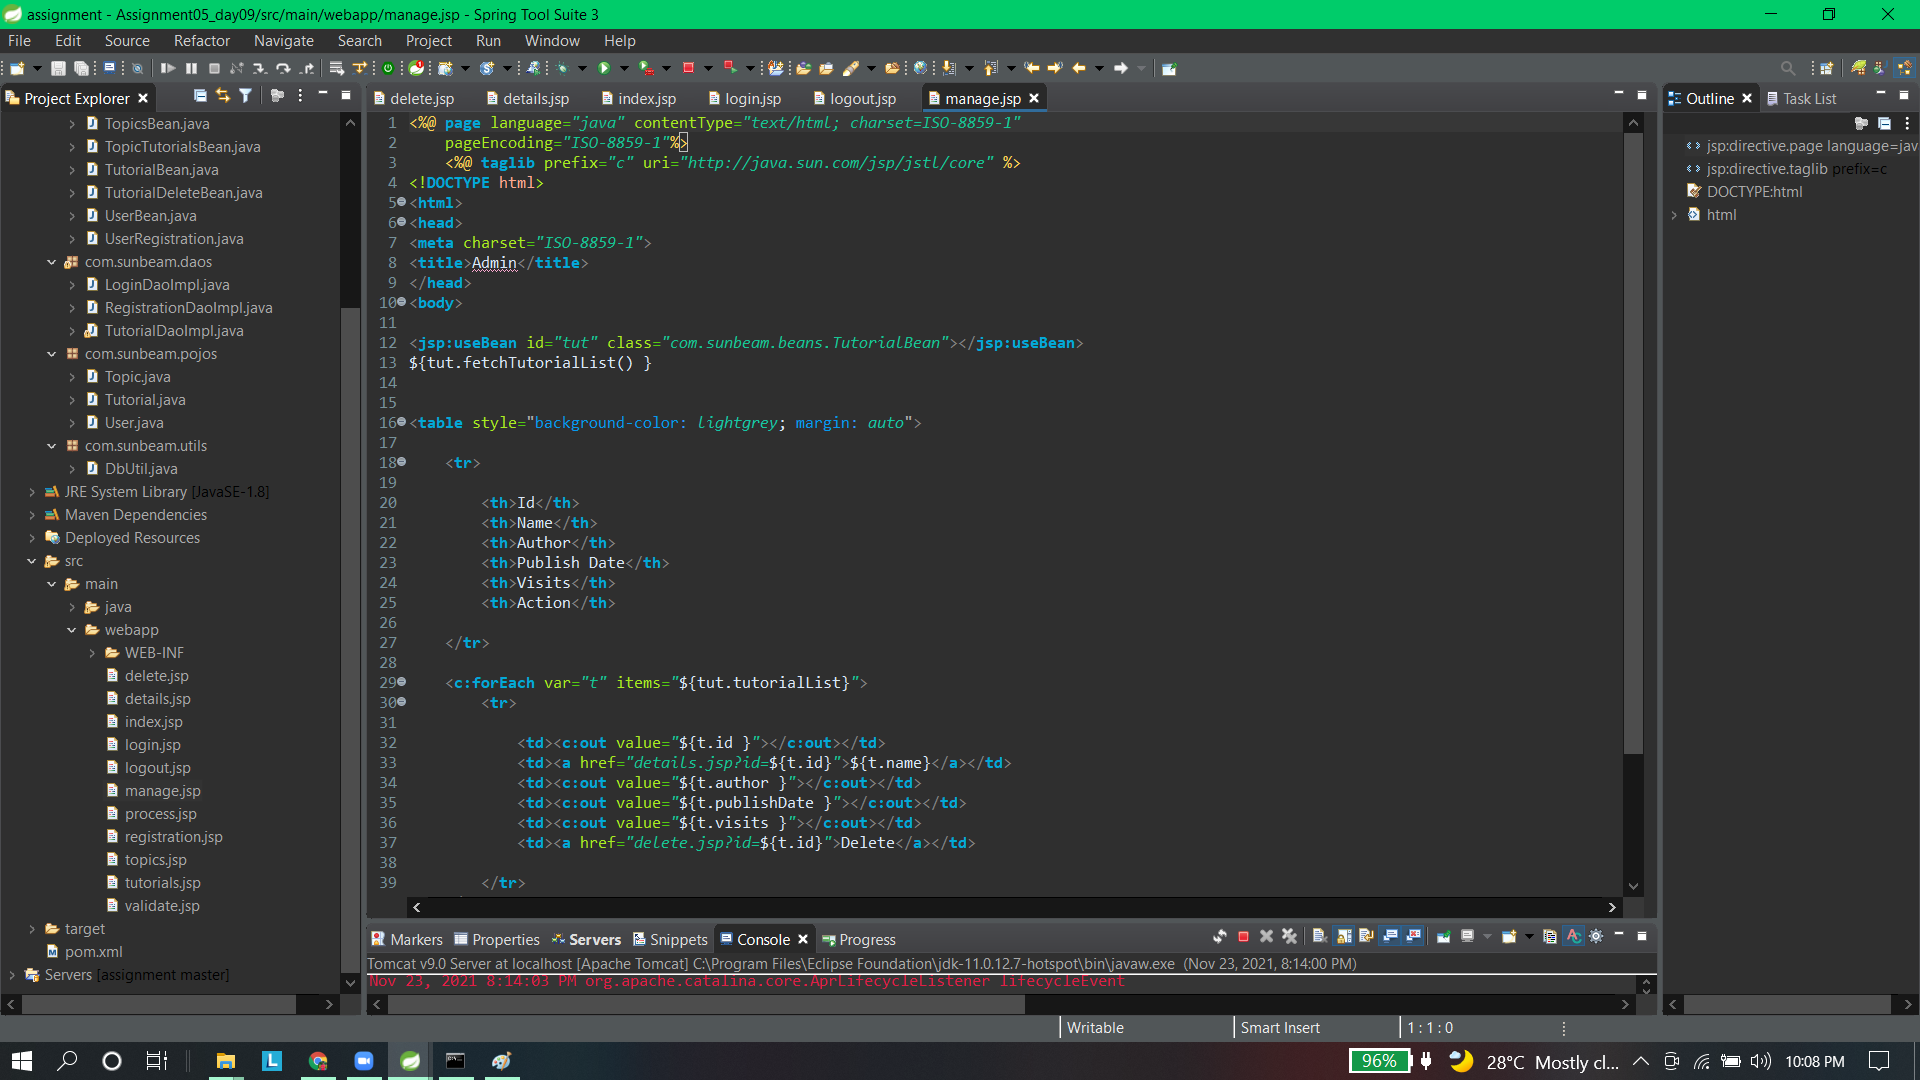 assignment - Assignment05_day09/src/main/webapp/manage.jsp - Spring Tool Suite 3
File Edit Source Refactor Navigate Search Project Run Window Help
Project Explorer
TopicsBean.java
TopicTutorialsBean.java
TutorialBean.java
TutorialDeleteBean.java
UserBean.java
UserRegistration.java
com.sunbeam.daos
LoginDaoImpl.java
RegistrationDaoImpl.java
TutorialDaoImpl.java
com.sunbeam.pojos
Topic.java
Tutorial.java
User.java
com.sunbeam.utils
DbUtil.java
JRE System Library [JavaSE-1.8]
Maven Dependencies
Deployed Resources
src
main
java
webapp
WEB-INF
delete.jsp
details.jsp
index.jsp
login.jsp
logout.jsp
manage.jsp
process.jsp
registration.jsp
topics.jsp
tutorials.jsp
validate.jsp
target
pom.xml
Servers [assignment master]
delete.jsp details.jsp index.jsp login.jsp logout.jsp manage.jsp
1 <%@ page language="java" contentType="text/html; charset=ISO-8859-1"
2 pageEncoding="ISO-8859-1"%>
3 <%@ taglib prefix="c" uri="http://java.sun.com/jsp/jstl/core" %>
4 <!DOCTYPE html>
5 <html>
6 <head>
7 <meta charset="ISO-8859-1">
8 <title>Admin</title>
9 </head>
10 <body>
11
12 <jsp:useBean id="tut" class="com.sunbeam.beans.TutorialBean"></jsp:useBean>
13 ${tut.fetchTutorialList() }
14
15
16 <table style="background-color: lightgrey; margin: auto">
17
18 <tr>
19
20 <th>Id</th>
21 <th>Name</th>
22 <th>Author</th>
23 <th>Publish Date</th>
24 <th>Visits</th>
25 <th>Action</th>
26
27 </tr>
28
29 <c:forEach var="t" items="${tut.tutorialList}">
30 <tr>
31
32 <td><c:out value="${t.id }"></c:out></td>
33 <td><a href="details.jsp?id=${t.id}">${t.name}</a></td>
34 <td><c:out value="${t.author }"></c:out></td>
35 <td><c:out value="${t.publishDate }"></c:out></td>
36 <td><c:out value="${t.visits }"></c:out></td>
37 <td><a href="delete.jsp?id=${t.id}">Delete</a></td>
38
39 </tr>
Outline Task List
jsp:directive.page language=jav
jsp:directive.taglib prefix=c
DOCTYPE:html
html
Markers Properties Servers Snippets Console Progress
Tomcat v9.0 Server at localhost [Apache Tomcat] C:\Program Files\Eclipse Foundation\jdk-11.0.12.7-hotspot\bin\javaw.exe (Nov 23, 2021, 8:14:00 PM)
Nov 23, 2021 8:14:03 PM org.apache.catalina.core.AprLifecycleListener lifecycleEvent
Writable Smart Insert 1 : 1 : 0
L 96% 28°C Mostly cl... 10:08 PM